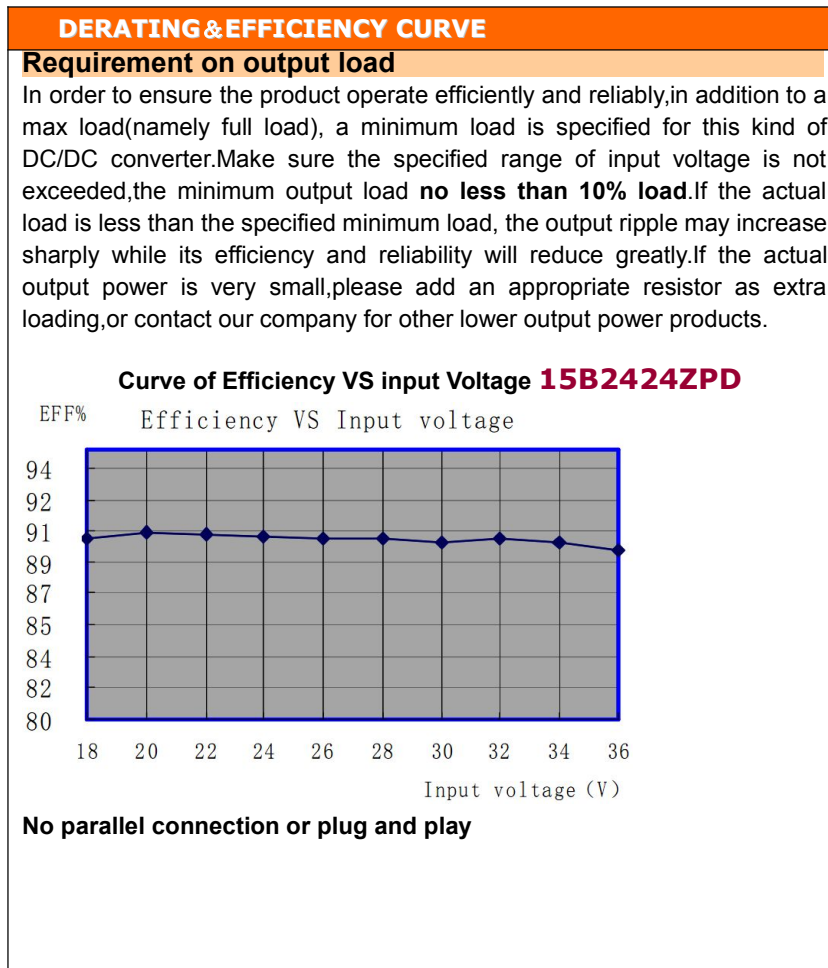 DERATING&EFFICIENCY CURVE
Requirement on output load
In order to ensure the product operate efficiently and reliably,in addition to a
max load(namely full load), a minimum load is specified for this kind of
DC/DC converter.Make sure the specified range of input voltage is not
exceeded,the minimum output load no less than 10% load.If the actual
load is less than the specified minimum load, the output ripple may increase
sharply while its efficiency and reliability will reduce greatly.If the actual
output power is very small,please add an appropriate resistor as extra
loading,or contact our company for other lower output power products.
Curve of Efficiency VS input Voltage 15B2424ZPD
EFF% Efficiency VS Input voltage
94
92
91
89
87
85
84
82
80
18 20 22 24 26 28 30 32 34 36
Input voltage(V)
No parallel connection or plug and play